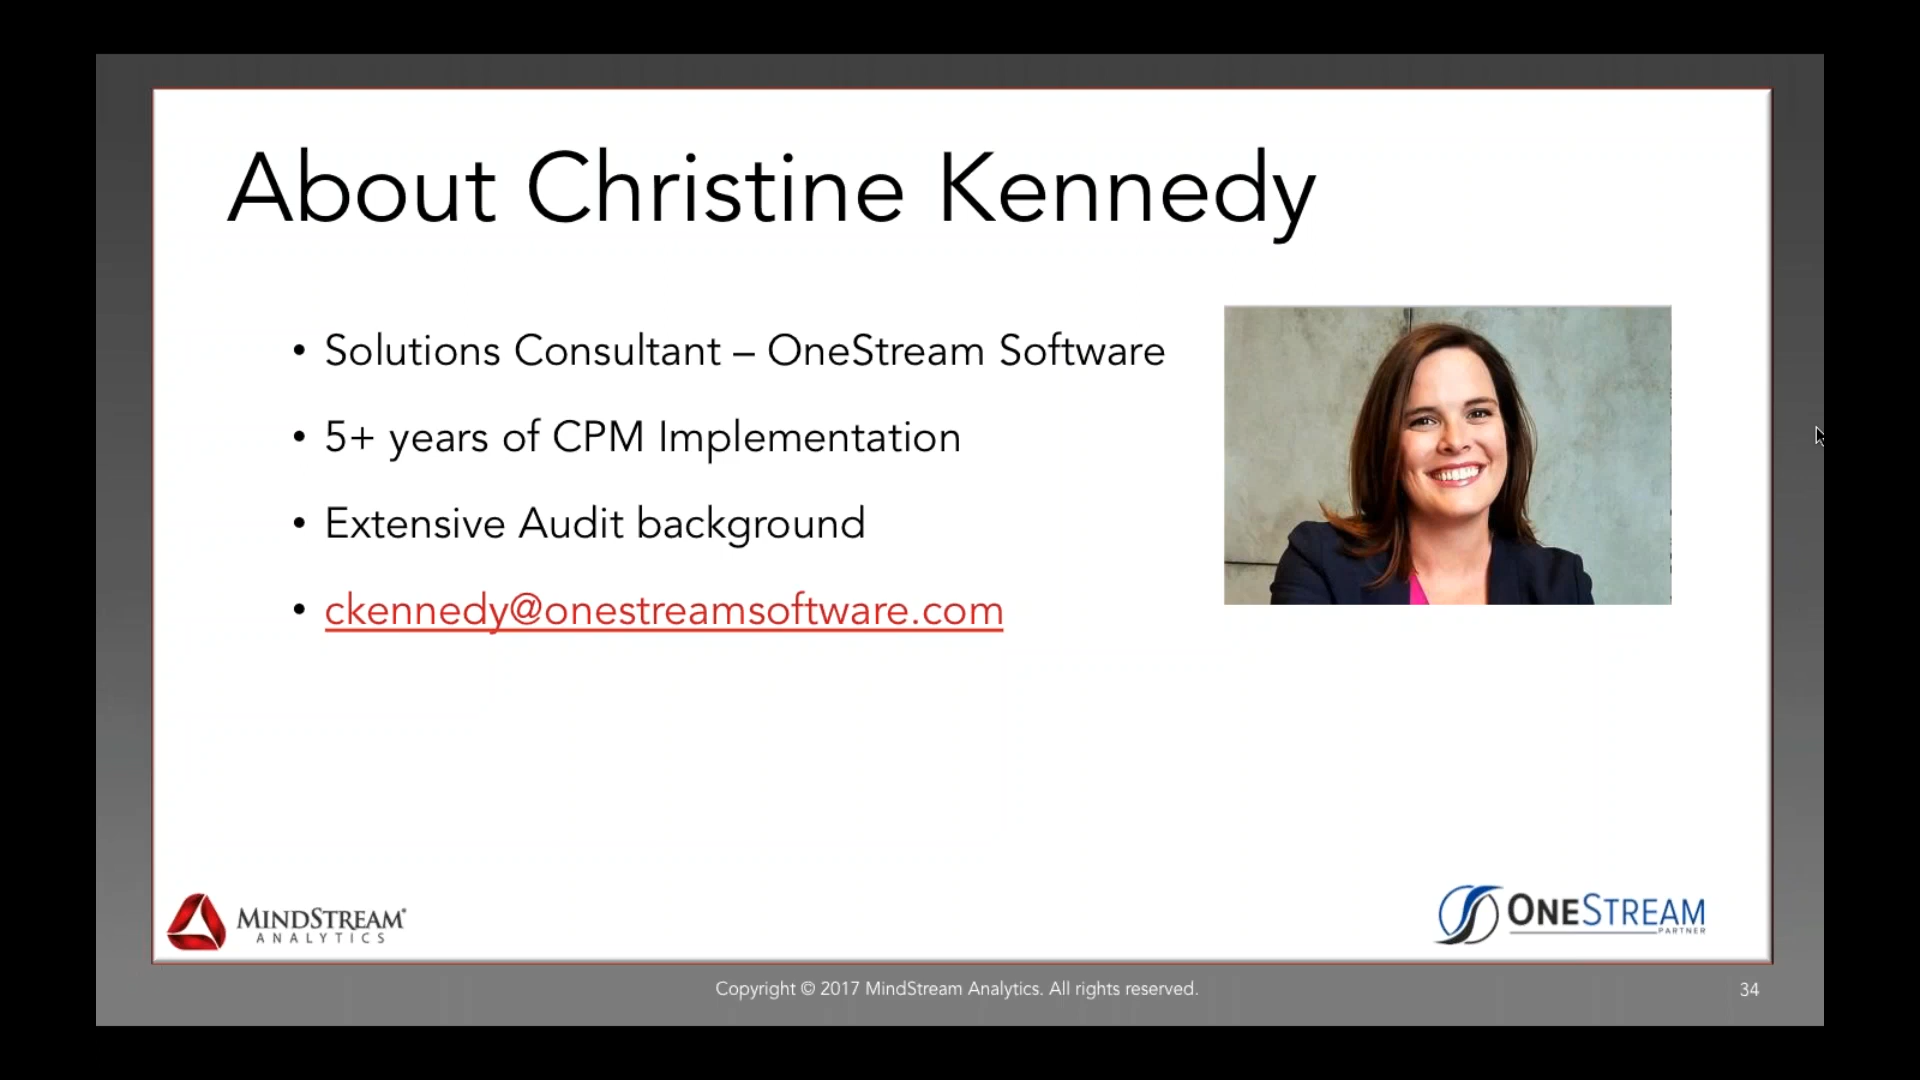 About Christine Kennedy
• Solutions Consultant – OneStream Software
• 5+ years of CPM Implementation
• Extensive Audit background
• ckennedy@onestreamsoftware.com
MINDSTREAM®
ANALYTICS
ONESTREAM
PARTNER
Copyright © 2017 MindStream Analytics. All rights reserved.
34